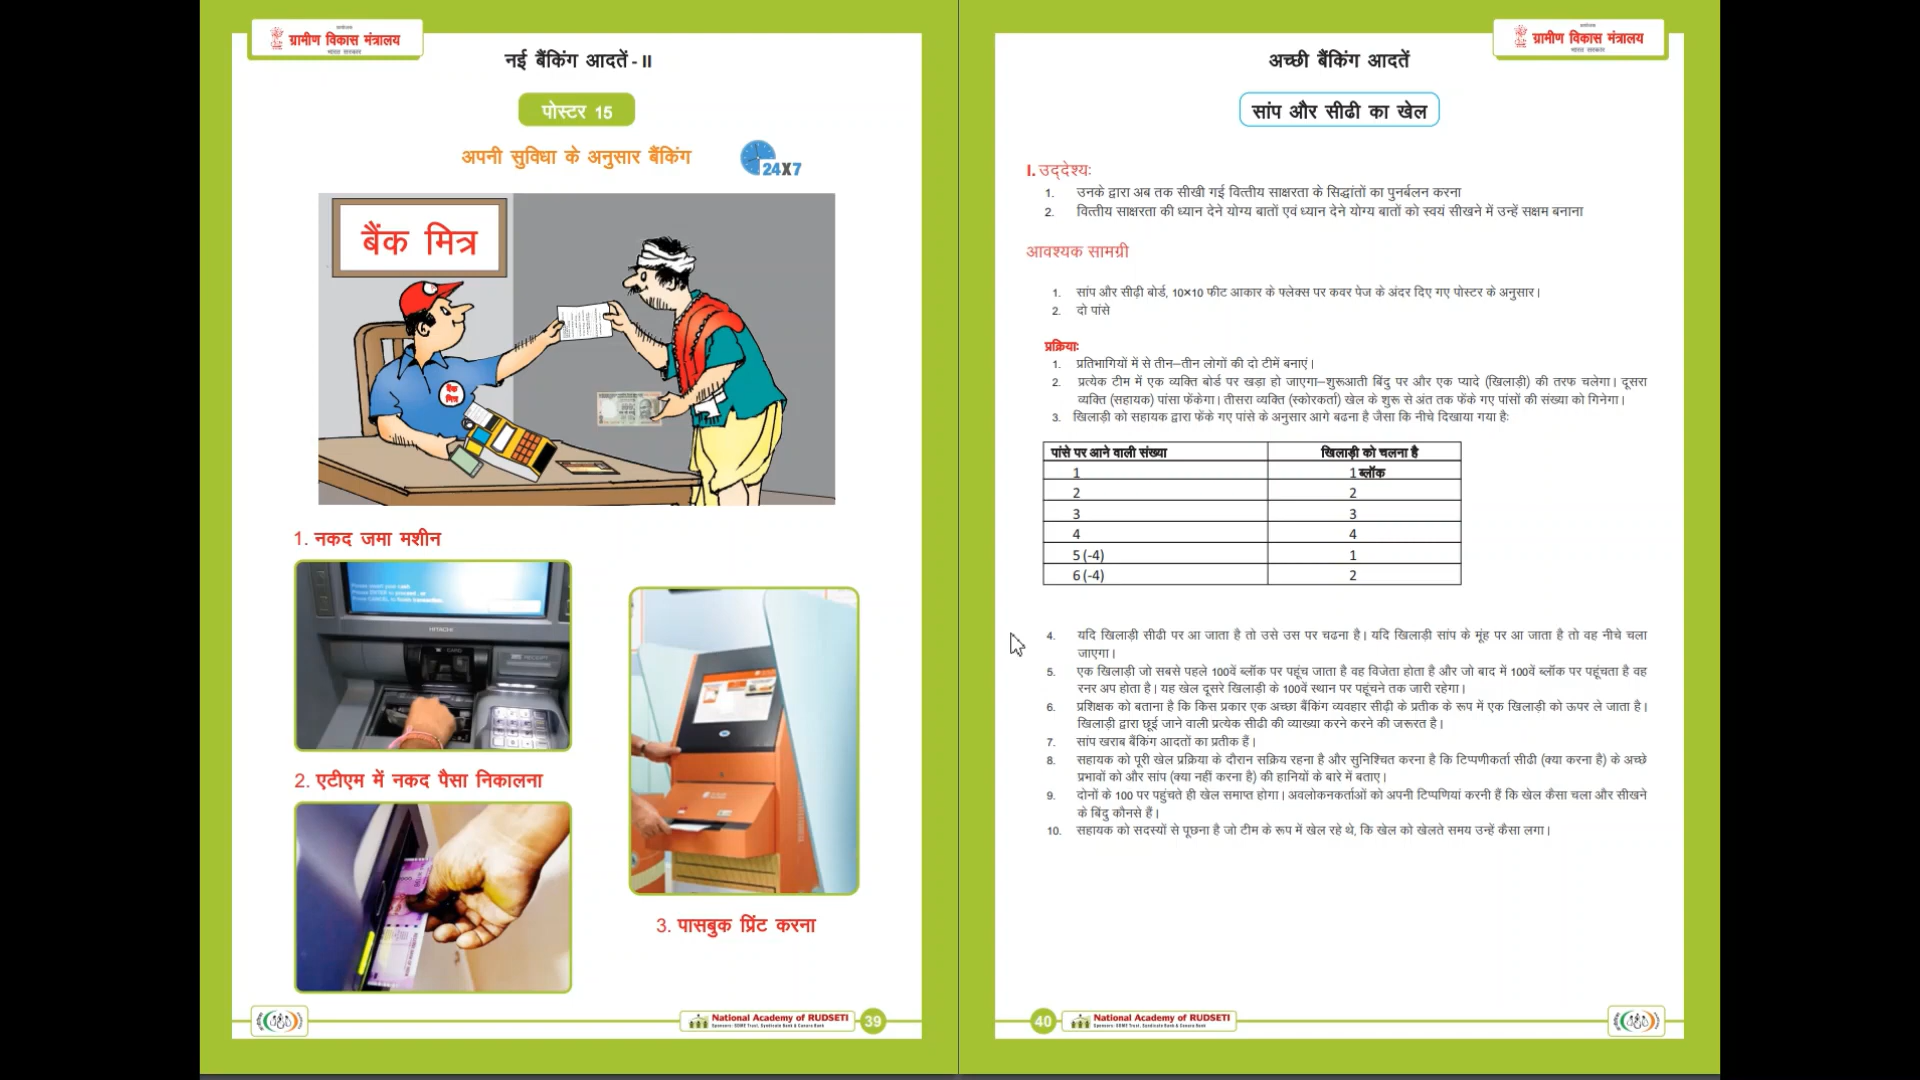 ग्रामीण विकास मंत्रालय
भारत सरकार
नई बैंकिंग आदतें - II
पोस्टर 15
अपनी सुविधा के अनुसार बैंकिंग
24X7
बैंक मित्र
बैंक
मित्र
1. नकद जमा मशीन
HITACHI
2. एटीएम में नकद पैसा निकालना
3. पासबुक प्रिंट करना
National Academy of RUDSETI
39
ग्रामीण विकास मंत्रालय
भारत सरकार
अच्छी बैंकिंग आदतें
सांप और सीढी का खेल
I. उद्देश्यः
1. उनके द्वारा अब तक सीखी गई वित्तीय साक्षरता के सिद्धांतों का पुनर्बलन करना
2. वित्तीय साक्षरता की ध्यान देने योग्य बातों एवं ध्यान देने योग्य बातों को स्वयं सीखने में उन्हें सक्षम बनाना
आवश्यक सामग्री
1. सांप और सीढ़ी बोर्ड, 10×10 फीट आकार के फ्लेक्स पर कवर पेज के अंदर दिए गए पोस्टर के अनुसार।
2. दो पांसे
प्रक्रियाः
1. प्रतिभागियों में से तीन–तीन लोगों की दो टीमें बनाएं।
2. प्रत्येक टीम में एक व्यक्ति बोर्ड पर खड़ा हो जाएगा–शुरूआती बिंदु पर और एक प्यादे (खिलाड़ी) की तरफ चलेगा। दूसरा
व्यक्ति (सहायक) पांसा फेंकेगा। तीसरा व्यक्ति (स्कोरकर्ता) खेल के शुरू से अंत तक फेंके गए पांसों की संख्या को गिनेगा।
3. खिलाड़ी को सहायक द्वारा फेंके गए पांसे के अनुसार आगे बढना है जैसा कि नीचे दिखाया गया हैः
पांसे पर आने वाली संख्या खिलाड़ी को चलना है
1 1 ब्लॉक
2 2
3 3
4 4
5 (-4) 1
6 (-4) 2
4. यदि खिलाड़ी सीढी पर आ जाता है तो उसे उस पर चढना है। यदि खिलाड़ी सांप के मूंह पर आ जाता है तो वह नीचे चला
जाएगा।
5. एक खिलाड़ी जो सबसे पहले 100वें ब्लॉक पर पहूंच जाता है वह विजेता होता है और जो बाद में 100वें ब्लॉक पर पहूंचता है वह
रनर अप होता है। यह खेल दूसरे खिलाड़ी के 100वें स्थान पर पहूंचने तक जारी रहेगा।
6. प्रशिक्षक को बताना है कि किस प्रकार एक अच्छा बैंकिंग व्यवहार सीढ़ी के प्रतीक के रूप में एक खिलाड़ी को ऊपर ले जाता है।
खिलाड़ी द्वारा छूई जाने वाली प्रत्येक सीढी की व्याख्या करने करने की जरूरत है।
7. सांप खराब बैंकिंग आदतों का प्रतीक हैं।
8. सहायक को पूरी खेल प्रक्रिया के दौरान सक्रिय रहना है और सुनिश्चित करना है कि टिप्पणीकर्ता सीढी (क्या करना है) के अच्छे
प्रभावों को और सांप (क्या नहीं करना है) की हानियों के बारे में बताए।
9. दोनों के 100 पर पहुंचते ही खेल समाप्त होगा। अवलोकनकर्ताओं को अपनी टिप्पणियां करनी हैं कि खेल कैसा चला और सीखने
के बिंदु कौनसे हैं।
10. सहायक को सदस्यों से पूछना है जो टीम के रूप में खेल रहे थे, कि खेल को खेलते समय उन्हें कैसा लगा।
40
National Academy of RUDSETI